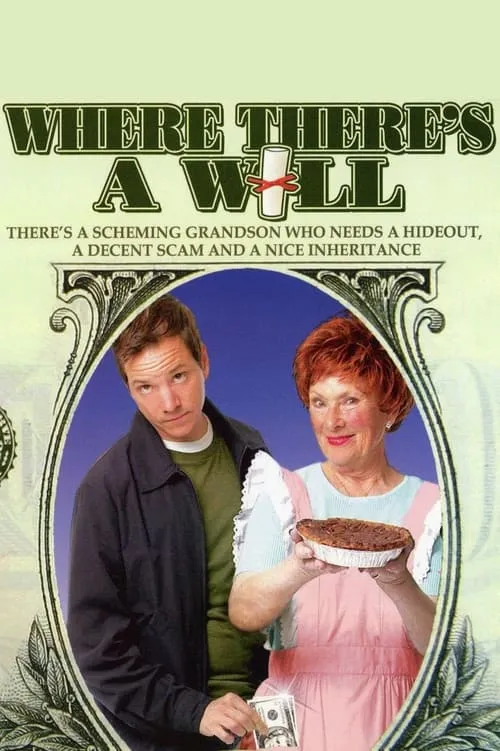 WHERE THERE'S
A WILL
THERE'S A SCHEMING GRANDSON WHO NEEDS A HIDEOUT,
A DECENT SCAM AND A NICE INHERITANCE